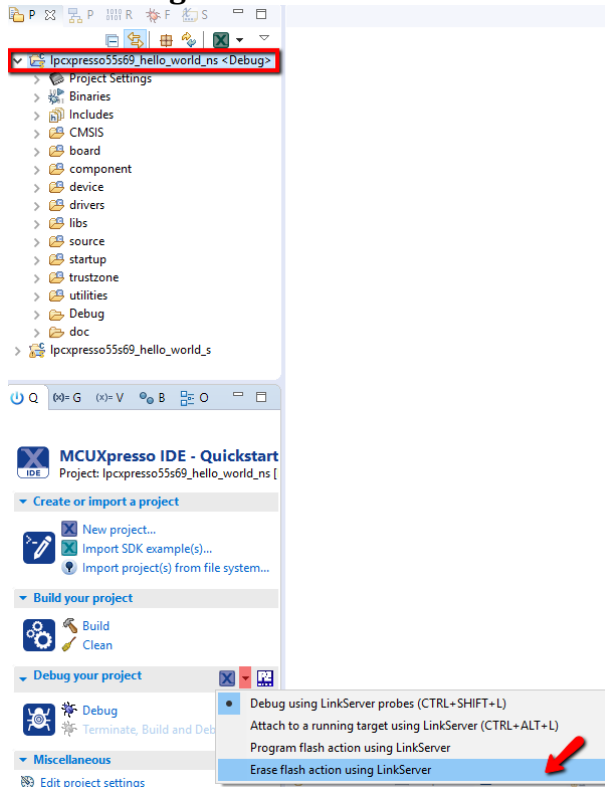 P P R F S
lpcxpresso55s69_hello_world_ns <Debug>
Project Settings
Binaries
Includes
CMSIS
board
component
device
drivers
libs
source
startup
trustzone
utilities
Debug
doc
lpcxpresso55s69_hello_world_s
Q (x)= G (x)= V B O
IDE
MCUXpresso IDE - Quickstart
Project: lpcxpresso55s69_hello_world_ns [
Create or import a project
New project...
Import SDK example(s)...
Import project(s) from file system...
Build your project
Build
Clean
Debug your project
Debug
Terminate, Build and Deb
Debug using LinkServer probes (CTRL+SHIFT+L)
Attach to a running target using LinkServer (CTRL+ALT+L)
Program flash action using LinkServer
Erase flash action using LinkServer
Miscellaneous
Edit project settings